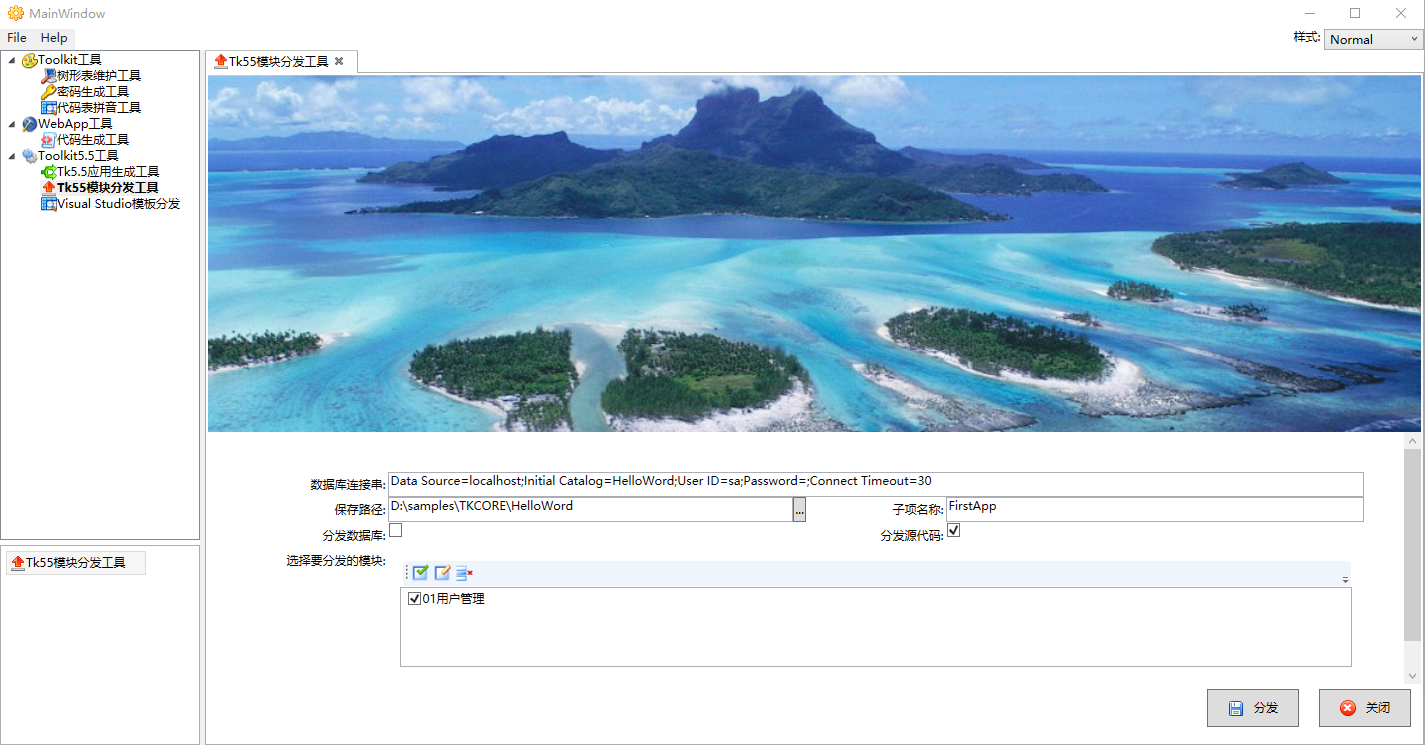 MainWindow
File Help
样式: Normal
Toolkit工具
树形表维护工具
密码生成工具
代码表拼音工具
WebApp工具
代码生成工具
Toolkit5.5工具
Tk5.5应用生成工具
Tk55模块分发工具
Visual Studio模板分发
Tk55模块分发工具
Tk55模块分发工具
数据库连接串: Data Source=localhost;Initial Catalog=HelloWord;User ID=sa;Password=;Connect Timeout=30
保存路径: D:\samples\TKCORE\HelloWord ... 子项名称: FirstApp
分发数据库: 分发源代码:
选择要分发的模块:
01用户管理
分发 关闭